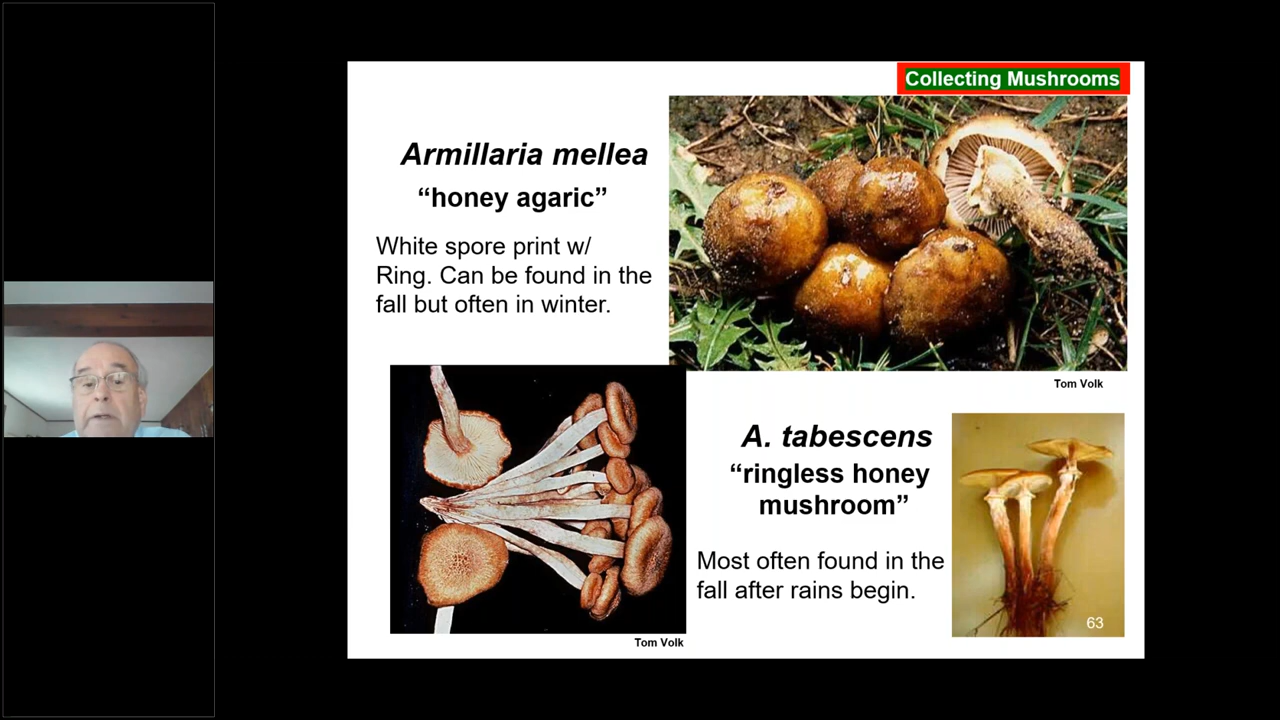 Collecting Mushrooms
Armillaria mellea
“honey agaric”
White spore print w/
Ring. Can be found in the
fall but often in winter.
Tom Volk
A. tabescens
“ringless honey
mushroom”
Most often found in the
fall after rains begin.
63
Tom Volk